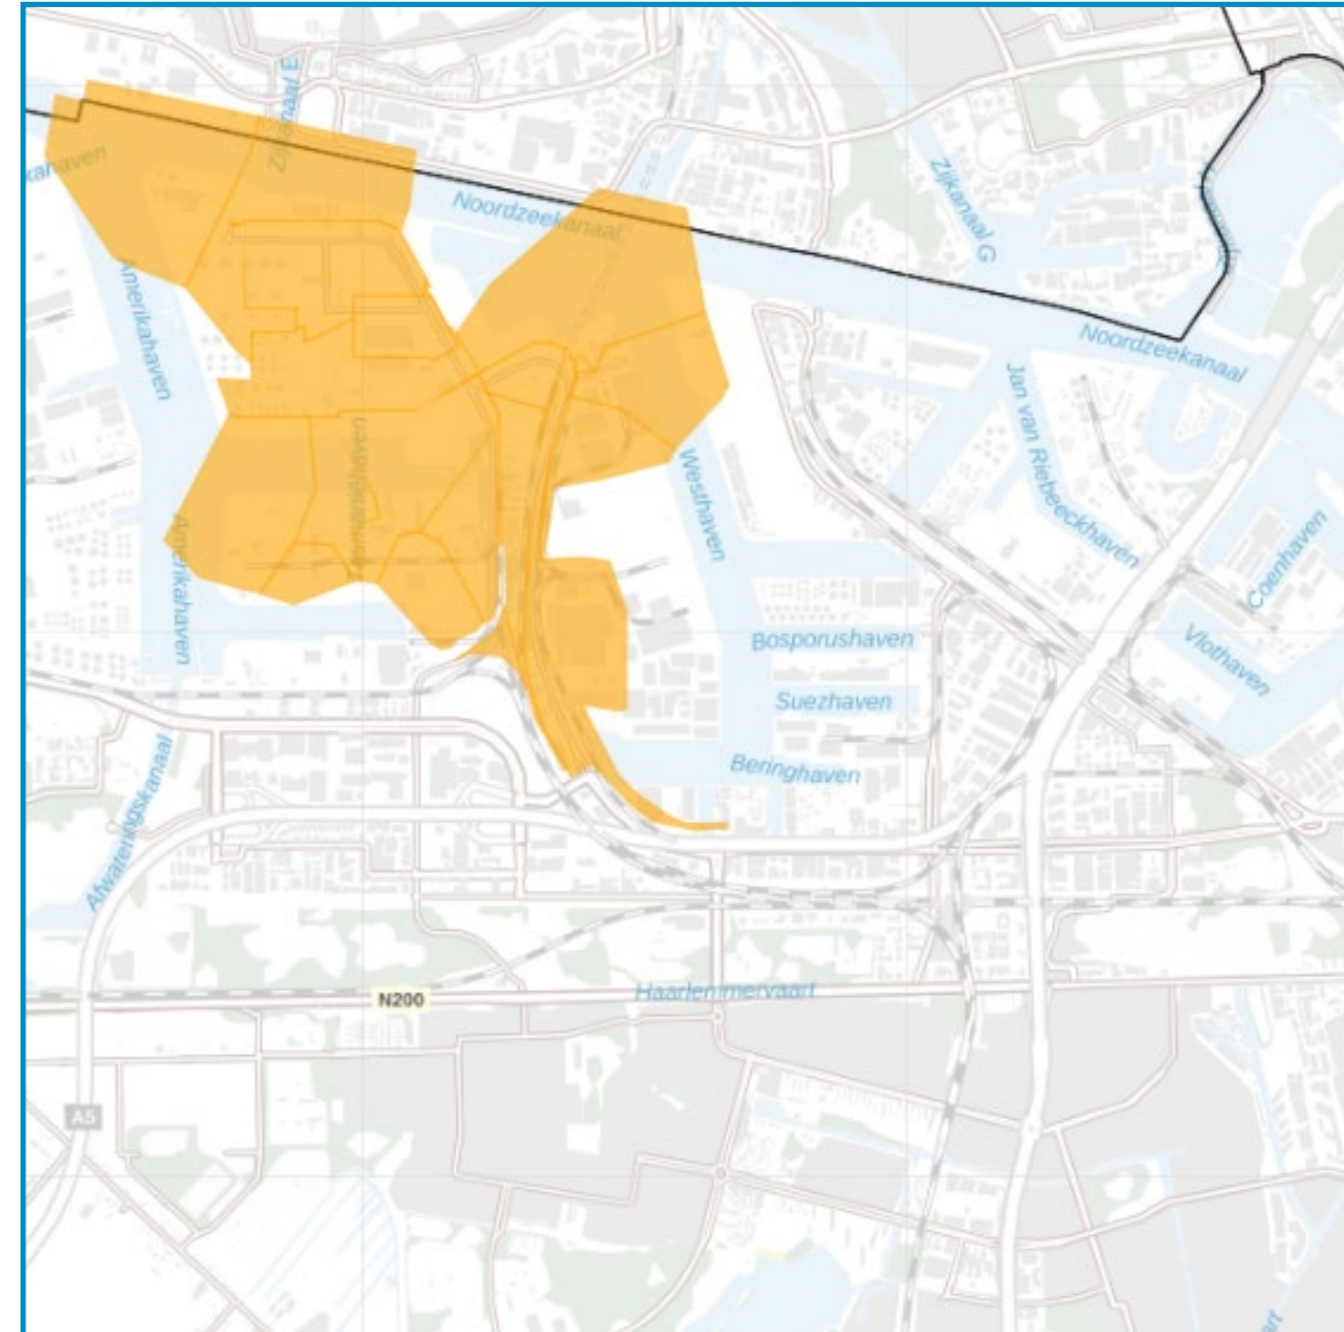 Zijkanaal E
Noordzeekanaal
Zijkanaal G
Amerikahaven
Noordzeekanaal
Jan van Riebeeckhaven
Westhaven
Amerikahaven
Coenhaven
Bosporushaven
Vlothaven
Suezhaven
Beringhaven
Afwateringskanaal
N200
Haarlemmervaart
A5